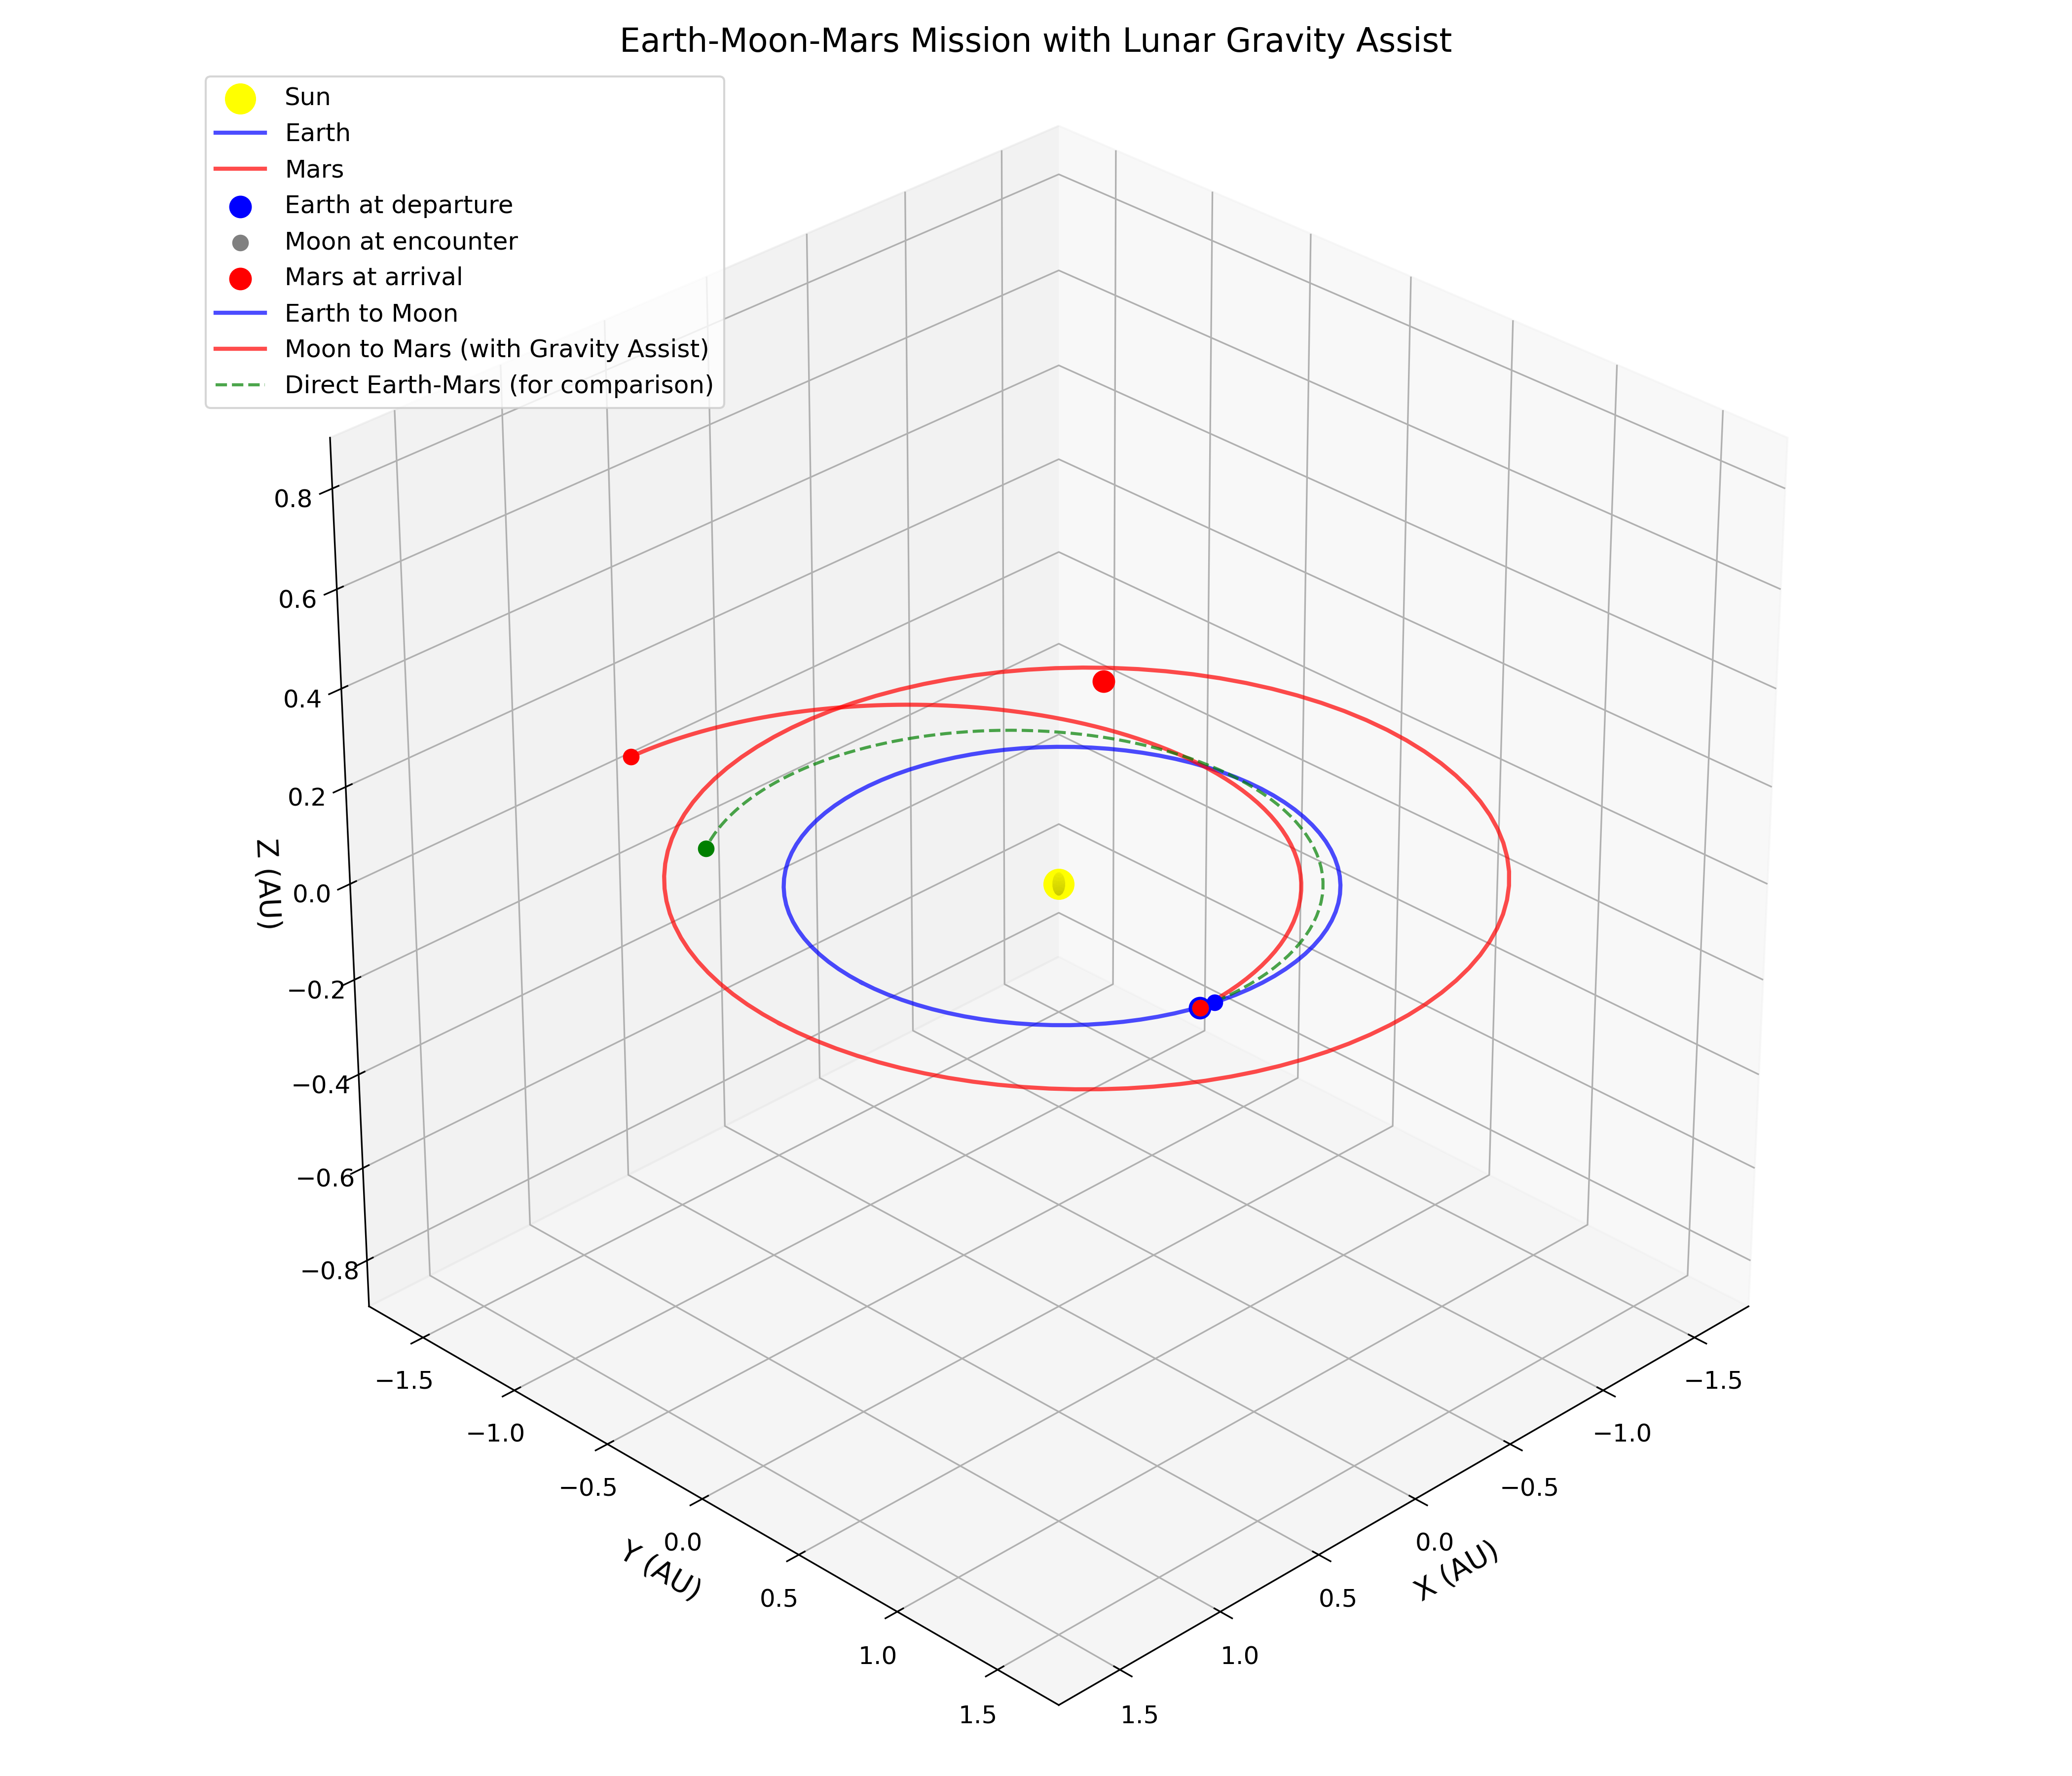 Earth-Moon-Mars Mission with Lunar Gravity Assist
Sun
Earth
Mars
Earth at departure
Moon at encounter
Mars at arrival
Earth to Moon
Moon to Mars (with Gravity Assist)
Direct Earth-Mars (for comparison)
0.8
0.6
0.4
0.2
0.0
−0.2
−0.4
−0.6
−0.8
Z (AU)
−1.5
−1.0
−0.5
0.0
0.5
1.0
1.5
Y (AU)
−1.5
−1.0
−0.5
0.0
0.5
1.0
1.5
X (AU)